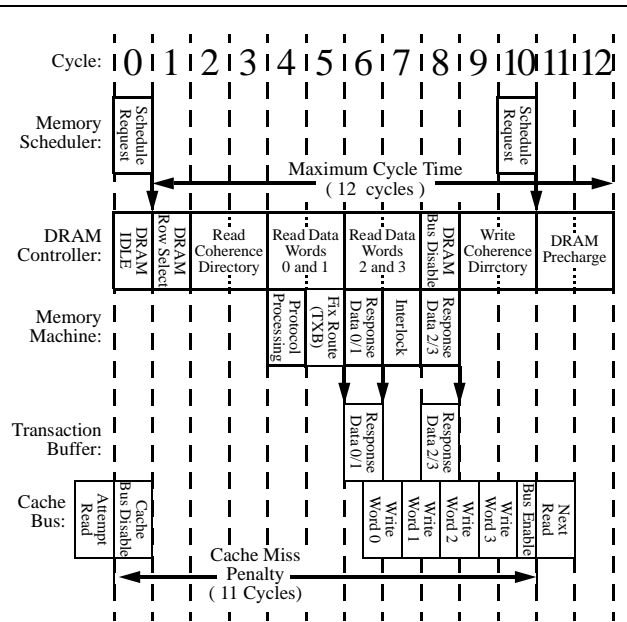 Cycle: 0 1 2 3 4 5 6 7 8 9 10 11 12
Memory
Scheduler:
Schedule
Request
Schedule
Request
Maximum Cycle Time
( 12 cycles )
DRAM
Controller:
DRAM
IDLE
DRAM
Row Select
Read
Coherence
Dirrectory
Read Data
Words
0 and 1
Read Data
Words
2 and 3
DRAM
Bus Disable
Write
Coherence
Dirrctory
DRAM
Precharge
Memory
Machine:
Protocol
Processing
Fix Route
(TXB)
Response
Data 0/1
Interlock
Response
Data 2/3
Transaction
Buffer:
Response
Data 0/1
Response
Data 2/3
Cache
Bus:
Attempt
Read
Cache
Bus Disable
Write
Word 0
Write
Word 1
Write
Word 2
Write
Word 3
Bus Enable
Next
Read
Cache Miss
Penalty
( 11 Cycles)